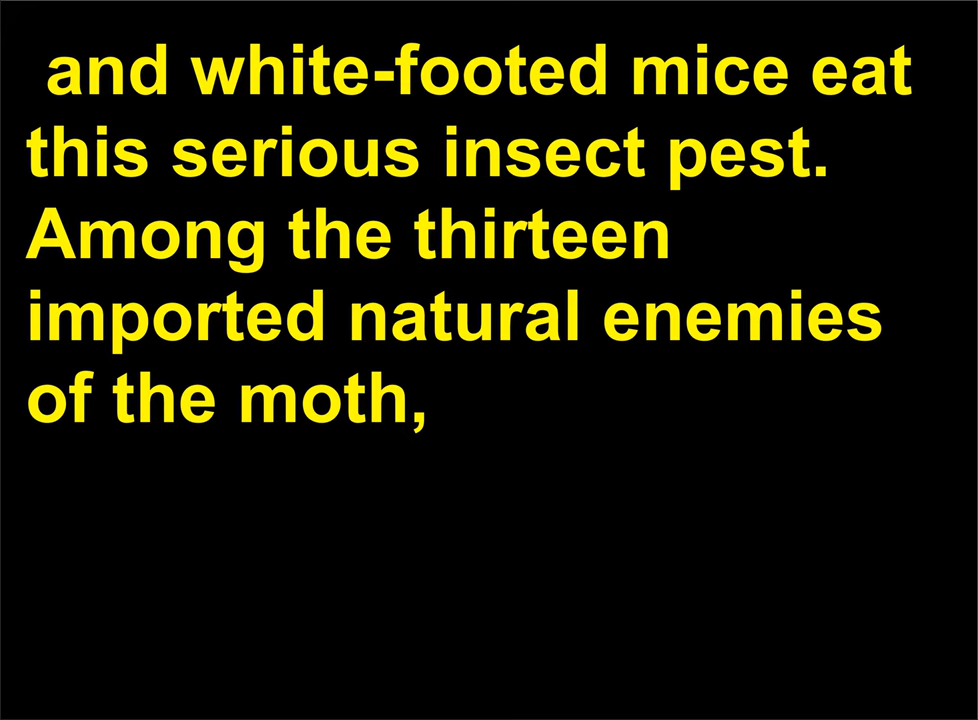 and white-footed mice eat
this serious insect pest.
Among the thirteen
imported natural enemies
of the moth,